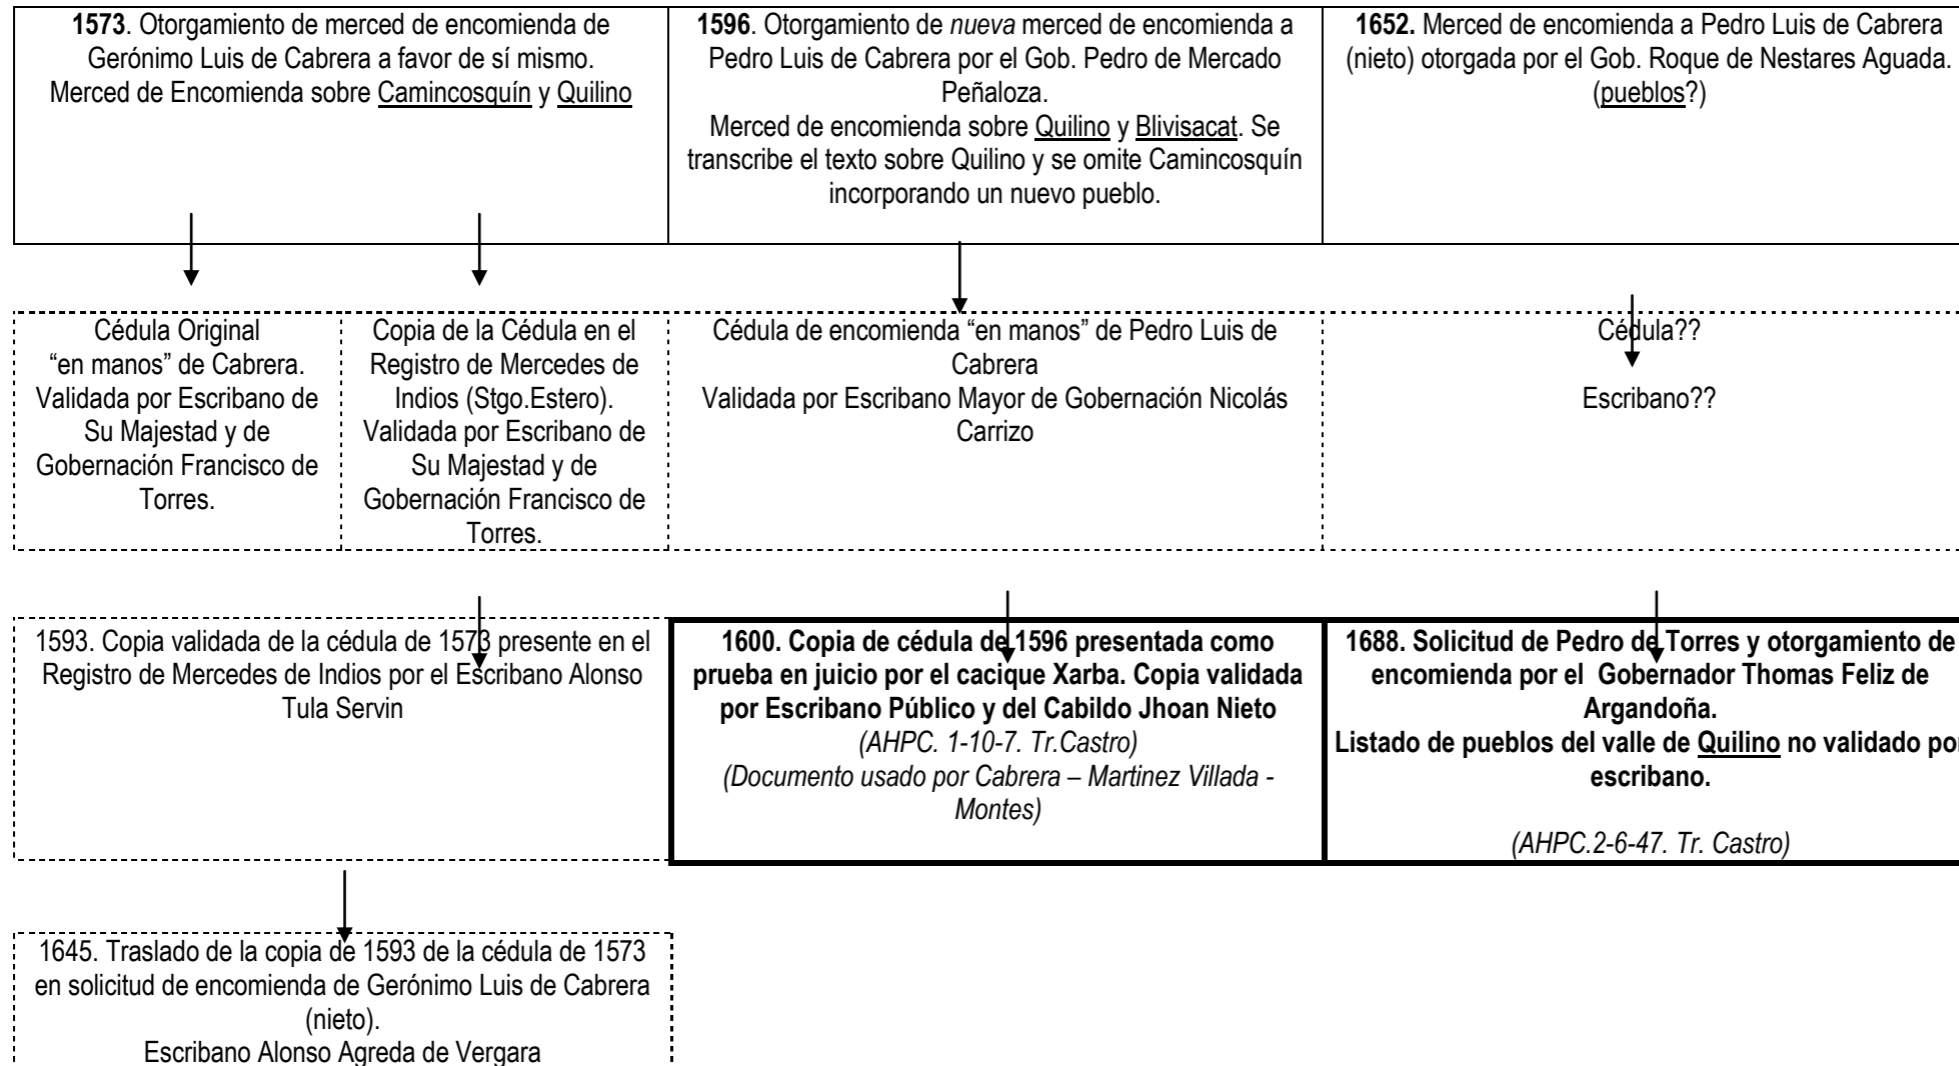 1573. Otorgamiento de merced de encomienda de
Gerónimo Luis de Cabrera a favor de sí mismo.
Merced de Encomienda sobre Camincosquín y Quilino
1596. Otorgamiento de nueva merced de encomienda a
Pedro Luis de Cabrera por el Gob. Pedro de Mercado
Peñaloza.
Merced de encomienda sobre Quilino y Blivisacat. Se
transcribe el texto sobre Quilino y se omite Camincosquín
incorporando un nuevo pueblo.
1652. Merced de encomienda a Pedro Luis de Cabrera
(nieto) otorgada por el Gob. Roque de Nestares Aguada.
(pueblos?)
Cédula Original
“en manos” de Cabrera.
Validada por Escribano de
Su Majestad y de
Gobernación Francisco de
Torres.
Copia de la Cédula en el
Registro de Mercedes de
Indios (Stgo.Estero).
Validada por Escribano de
Su Majestad y de
Gobernación Francisco de
Torres.
Cédula de encomienda “en manos” de Pedro Luis de
Cabrera
Validada por Escribano Mayor de Gobernación Nicolás
Carrizo
Cédula??
Escribano??
1593. Copia validada de la cédula de 1573 presente en el
Registro de Mercedes de Indios por el Escribano Alonso
Tula Servin
1600. Copia de cédula de 1596 presentada como
prueba en juicio por el cacique Xarba. Copia validada
por Escribano Público y del Cabildo Jhoan Nieto
(AHPC. 1-10-7. Tr.Castro)
(Documento usado por Cabrera – Martinez Villada -
Montes)
1688. Solicitud de Pedro de Torres y otorgamiento de
encomienda por el Gobernador Thomas Feliz de
Argandoña.
Listado de pueblos del valle de Quilino no validado por
escribano.
(AHPC.2-6-47. Tr. Castro)
1645. Traslado de la copia de 1593 de la cédula de 1573
en solicitud de encomienda de Gerónimo Luis de Cabrera
(nieto).
Escribano Alonso Agreda de Vergara